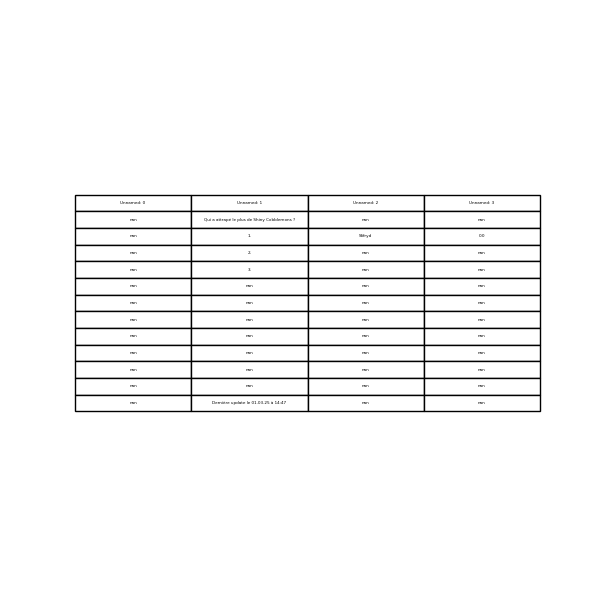 Unnamed: 0 Unnamed: 1 Unnamed: 2 Unnamed: 3
nan Qui a attrapé le plus de Shiny Cobblemons ? nan nan
nan 1.
nan 2. nan nan
nan 3. nan nan
nan nan nan nan
nan nan nan nan
nan nan nan nan
nan nan nan nan
nan nan nan nan
nan nan nan nan
nan nan nan nan
nan Dernière update le 01.03.25 à 14:47 nan nan